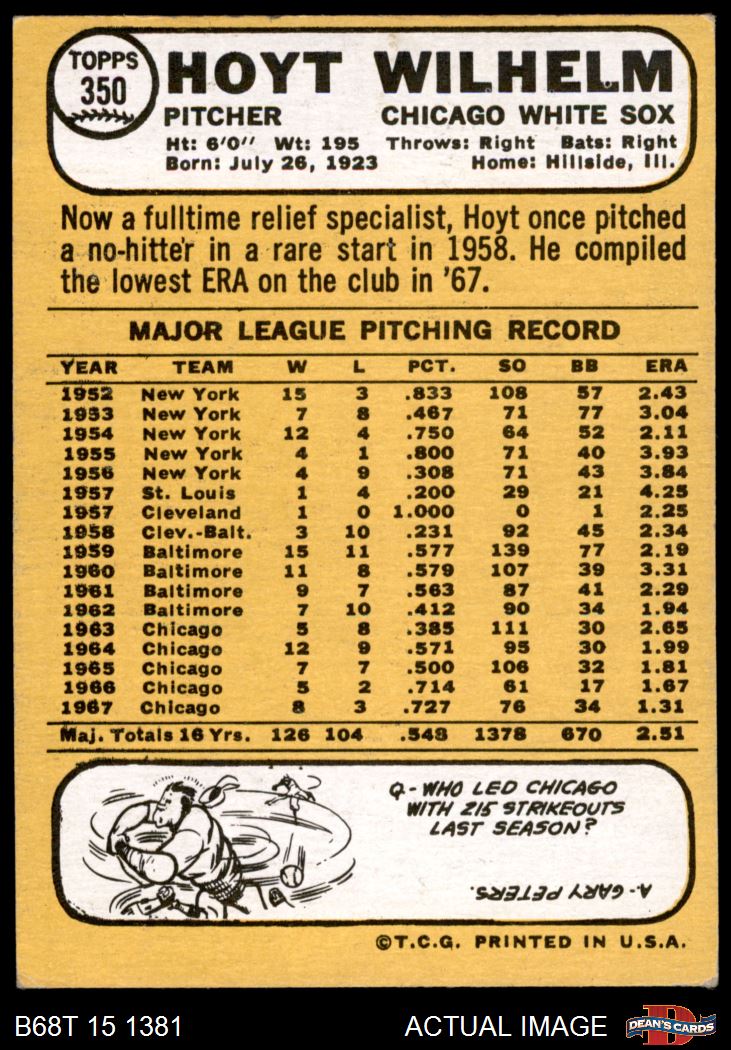 TOPPS
350
HOYT WILHELM
PITCHER CHICAGO WHITE SOX
Ht: 6'0" Wt: 195 Throws: Right Bats: Right
Born: July 26, 1923 Home: Hillside, Ill.
Now a fulltime relief specialist, Hoyt once pitched
a no-hitter in a rare start in 1958. He compiled
the lowest ERA on the club in '67.
MAJOR LEAGUE PITCHING RECORD
YEAR TEAM W L PCT. SO BB ERA
1952 New York 15 3 .833 108 57 2.43
1953 New York 7 8 .467 71 77 3.04
1954 New York 12 4 .750 64 52 2.11
1955 New York 4 1 .800 71 40 3.93
1956 New York 4 9 .308 71 43 3.84
1957 St. Louis 1 4 .200 29 21 4.25
1957 Cleveland 1 0 1.000 0 1 2.25
1958 Clev.-Balt. 3 10 .231 92 45 2.34
1959 Baltimore 15 11 .577 139 77 2.19
1960 Baltimore 11 8 .579 107 39 3.31
1961 Baltimore 9 7 .563 87 41 2.29
1962 Baltimore 7 10 .412 90 34 1.94
1963 Chicago 5 8 .385 111 30 2.65
1964 Chicago 12 9 .571 95 30 1.99
1965 Chicago 7 7 .500 106 32 1.81
1966 Chicago 5 2 .714 61 17 1.67
1967 Chicago 8 3 .727 76 34 1.31
Maj. Totals 16 Yrs. 126 104 .548 1378 670 2.51
Q - WHO LED CHICAGO
WITH 215 STRIKEOUTS
LAST SEASON?
A - GARY PETERS.
©T.C.G. PRINTED IN U.S.A.
B68T 15 1381 ACTUAL IMAGE
D
DEAN'S CARDS